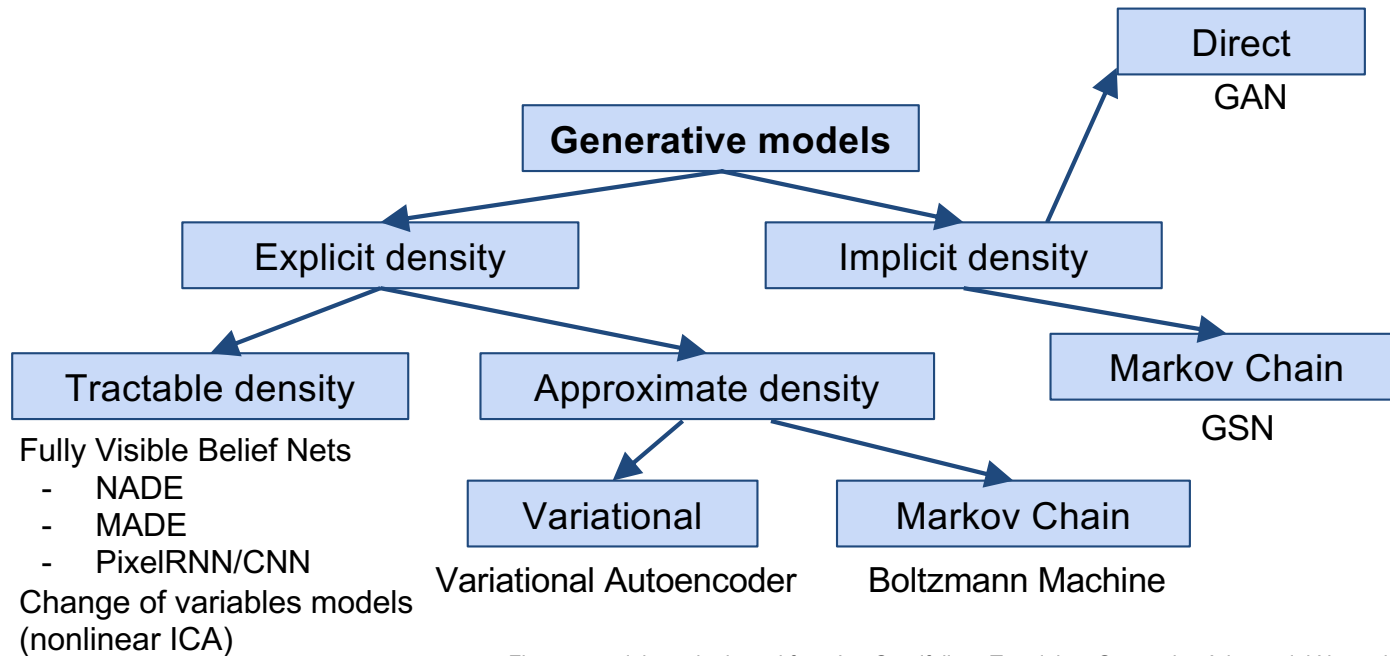 Direct
GAN
Generative models
Explicit density
Implicit density
Tractable density
Approximate density
Markov Chain
GSN
Fully Visible Belief Nets
- NADE
- MADE
- PixelRNN/CNN
Change of variables models
(nonlinear ICA)
Variational
Markov Chain
Variational Autoencoder
Boltzmann Machine